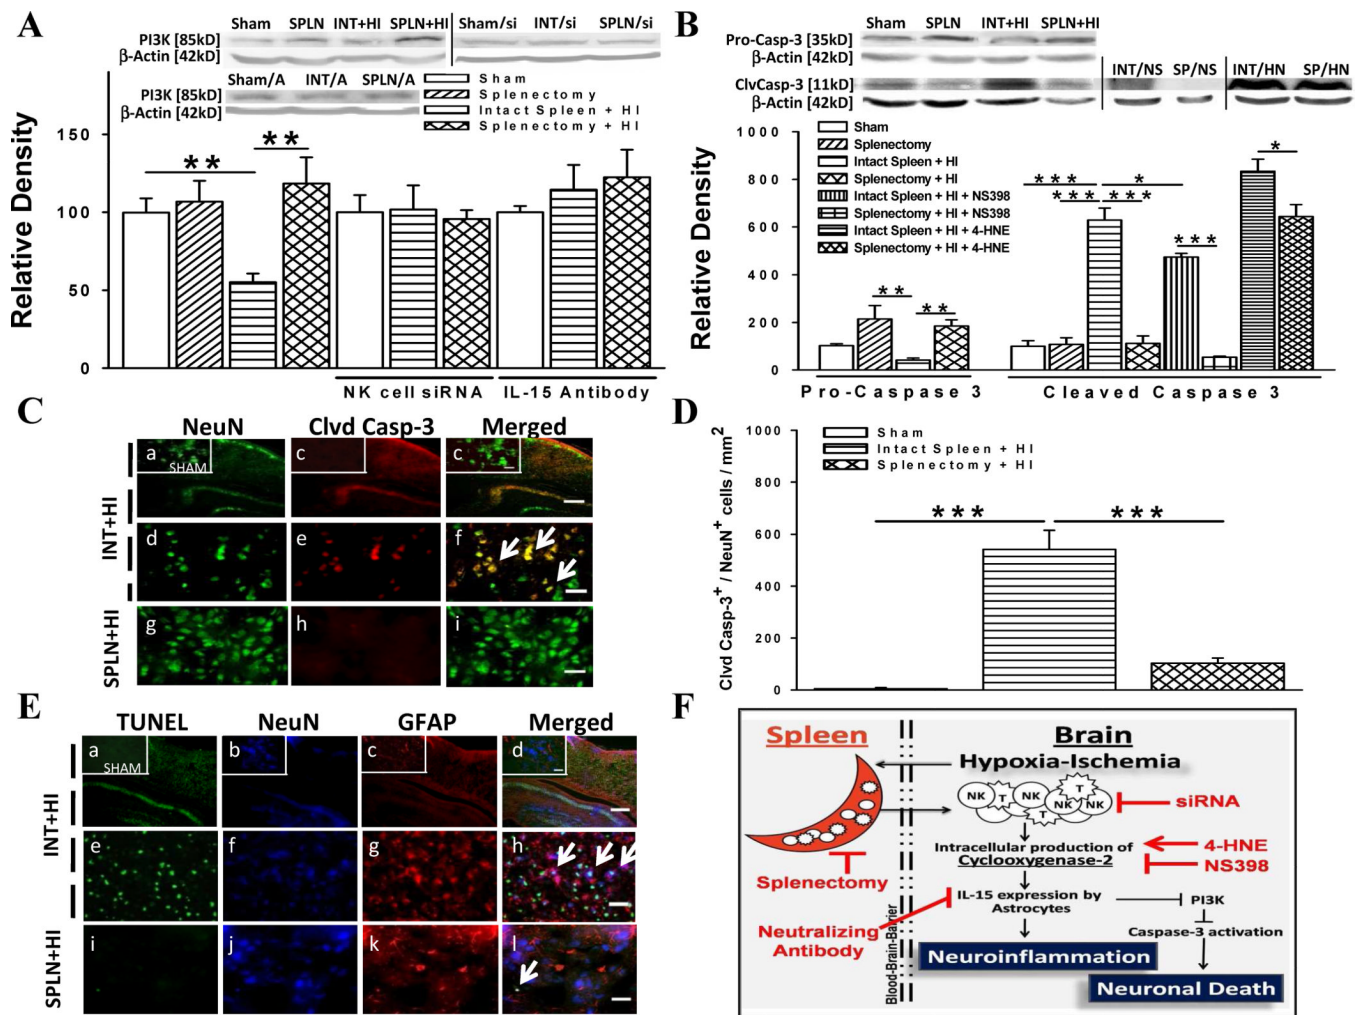 A
Sham SPLN INT+HI SPLN+HI Sham/si INT/si SPLN/si
PI3K [85kD]
β-Actin [42kD]
Sham/A INT/A SPLN/A
PI3K [85kD]
β-Actin [42kD]
Sham
Splenectomy
Intact Spleen + HI
Splenectomy + HI
Relative Density
150
100
50
0
** **
NK cell siRNA IL-15 Antibody
B
Sham SPLN INT+HI SPLN+HI
Pro-Casp-3 [35kD]
β-Actin [42kD]
INT/NS SP/NS INT/HN SP/HN
ClvCasp-3 [11kD]
β-Actin [42kD]
Sham
Splenectomy
Intact Spleen + HI
Splenectomy + HI
Intact Spleen + HI + NS398
Splenectomy + HI + NS398
Intact Spleen + HI + 4-HNE
Splenectomy + HI + 4-HNE
Relative Density
1000
800
600
400
200
0
** ** *** *** * *** *** *
Pro-Caspase 3 Cleaved Caspase 3
C
NeuN Clvd Casp-3 Merged
INT+HI
a SHAM c c
d e f
SPLN+HI
g h i
D
Sham
Intact Spleen + HI
Splenectomy + HI
Clvd Casp-3+ / NeuN+ cells / mm2
1000
800
600
400
200
0
*** ***
E
TUNEL NeuN GFAP Merged
INT+HI
a SHAM b c d
e f g h
SPLN+HI
i j k l
F
Spleen Brain
Hypoxia-Ischemia
NK T NK T NK NK T
siRNA
Intracellular production of
Cyclooxygenase-2
4-HNE
NS398
Splenectomy
IL-15 expression by
Astrocytes
PI3K
Neutralizing
Antibody
Caspase-3 activation
Blood-Brain-Barrier
Neuroinflammation
Neuronal Death